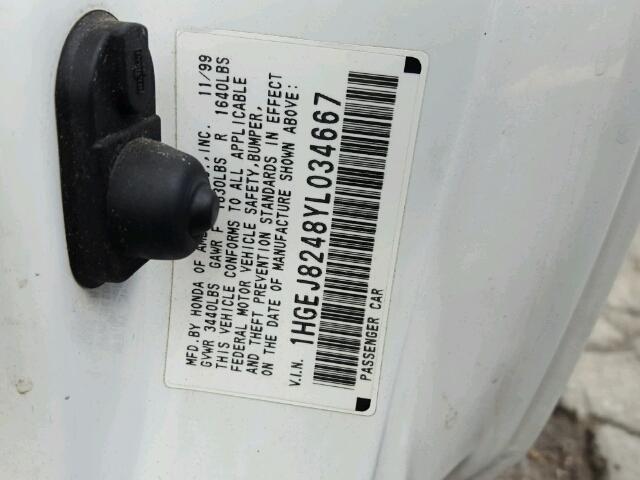 MFD. BY HONDA OF INC. 11/99
GVWR 3440LBS GAWR F 1830LBS R 1640LBS
THIS VEHICLE CONFORMS TO ALL APPLICABLE
FEDERAL MOTOR VEHICLE SAFETY,BUMPER,
AND THEFT PREVENTION STANDARDS IN EFFECT
ON THE DATE OF MANUFACTURE SHOWN ABOVE:
V.I.N. 1HGEJ8248YL034667
PASSENGER CAR